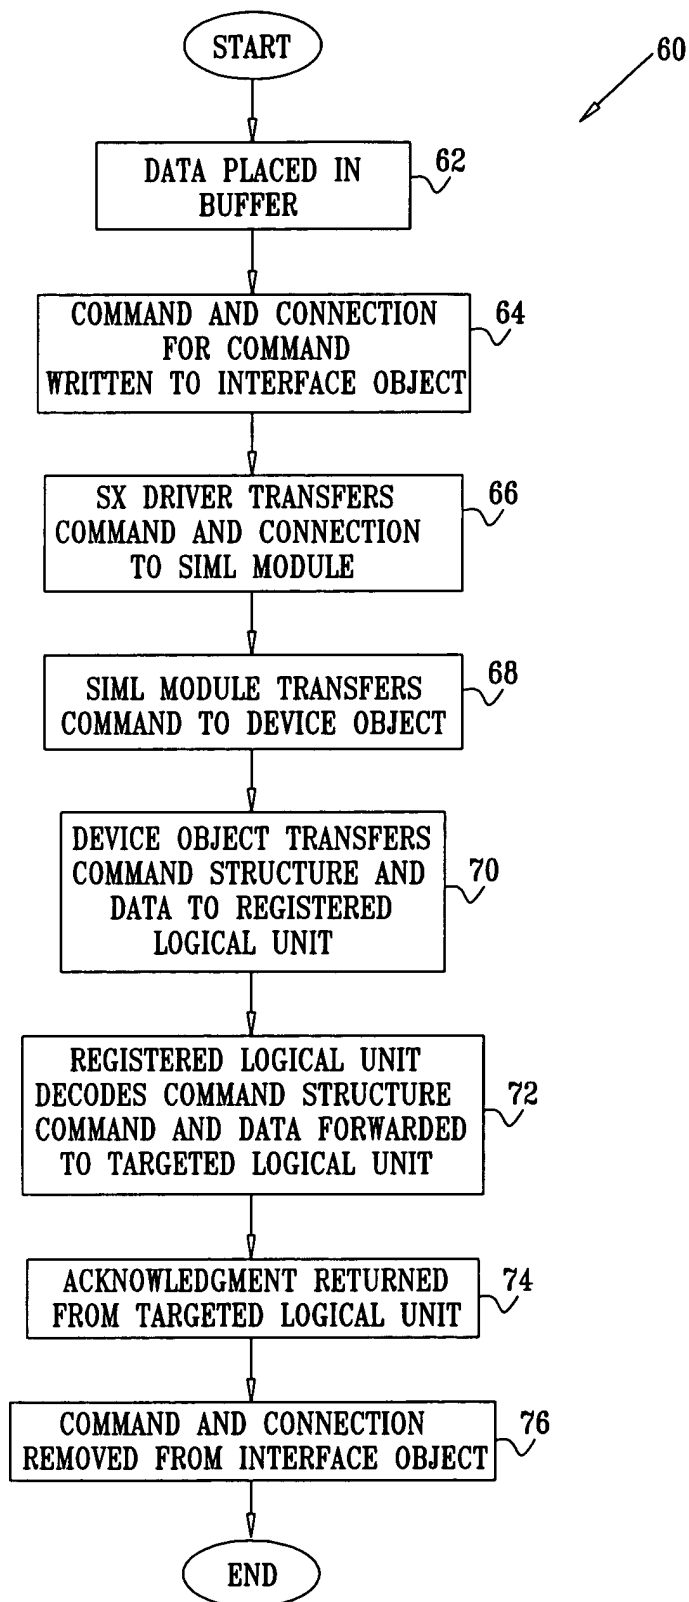 START
60
DATA PLACED IN
BUFFER
62
COMMAND AND CONNECTION
FOR COMMAND
WRITTEN TO INTERFACE OBJECT
64
SX DRIVER TRANSFERS
COMMAND AND CONNECTION
TO SIML MODULE
66
SIML MODULE TRANSFERS
COMMAND TO DEVICE OBJECT
68
DEVICE OBJECT TRANSFERS
COMMAND STRUCTURE AND
DATA TO REGISTERED
LOGICAL UNIT
70
REGISTERED LOGICAL UNIT
DECODES COMMAND STRUCTURE
COMMAND AND DATA FORWARDED
TO TARGETED LOGICAL UNIT
72
ACKNOWLEDGMENT RETURNED
FROM TARGETED LOGICAL UNIT
74
COMMAND AND CONNECTION
REMOVED FROM INTERFACE OBJECT
76
END